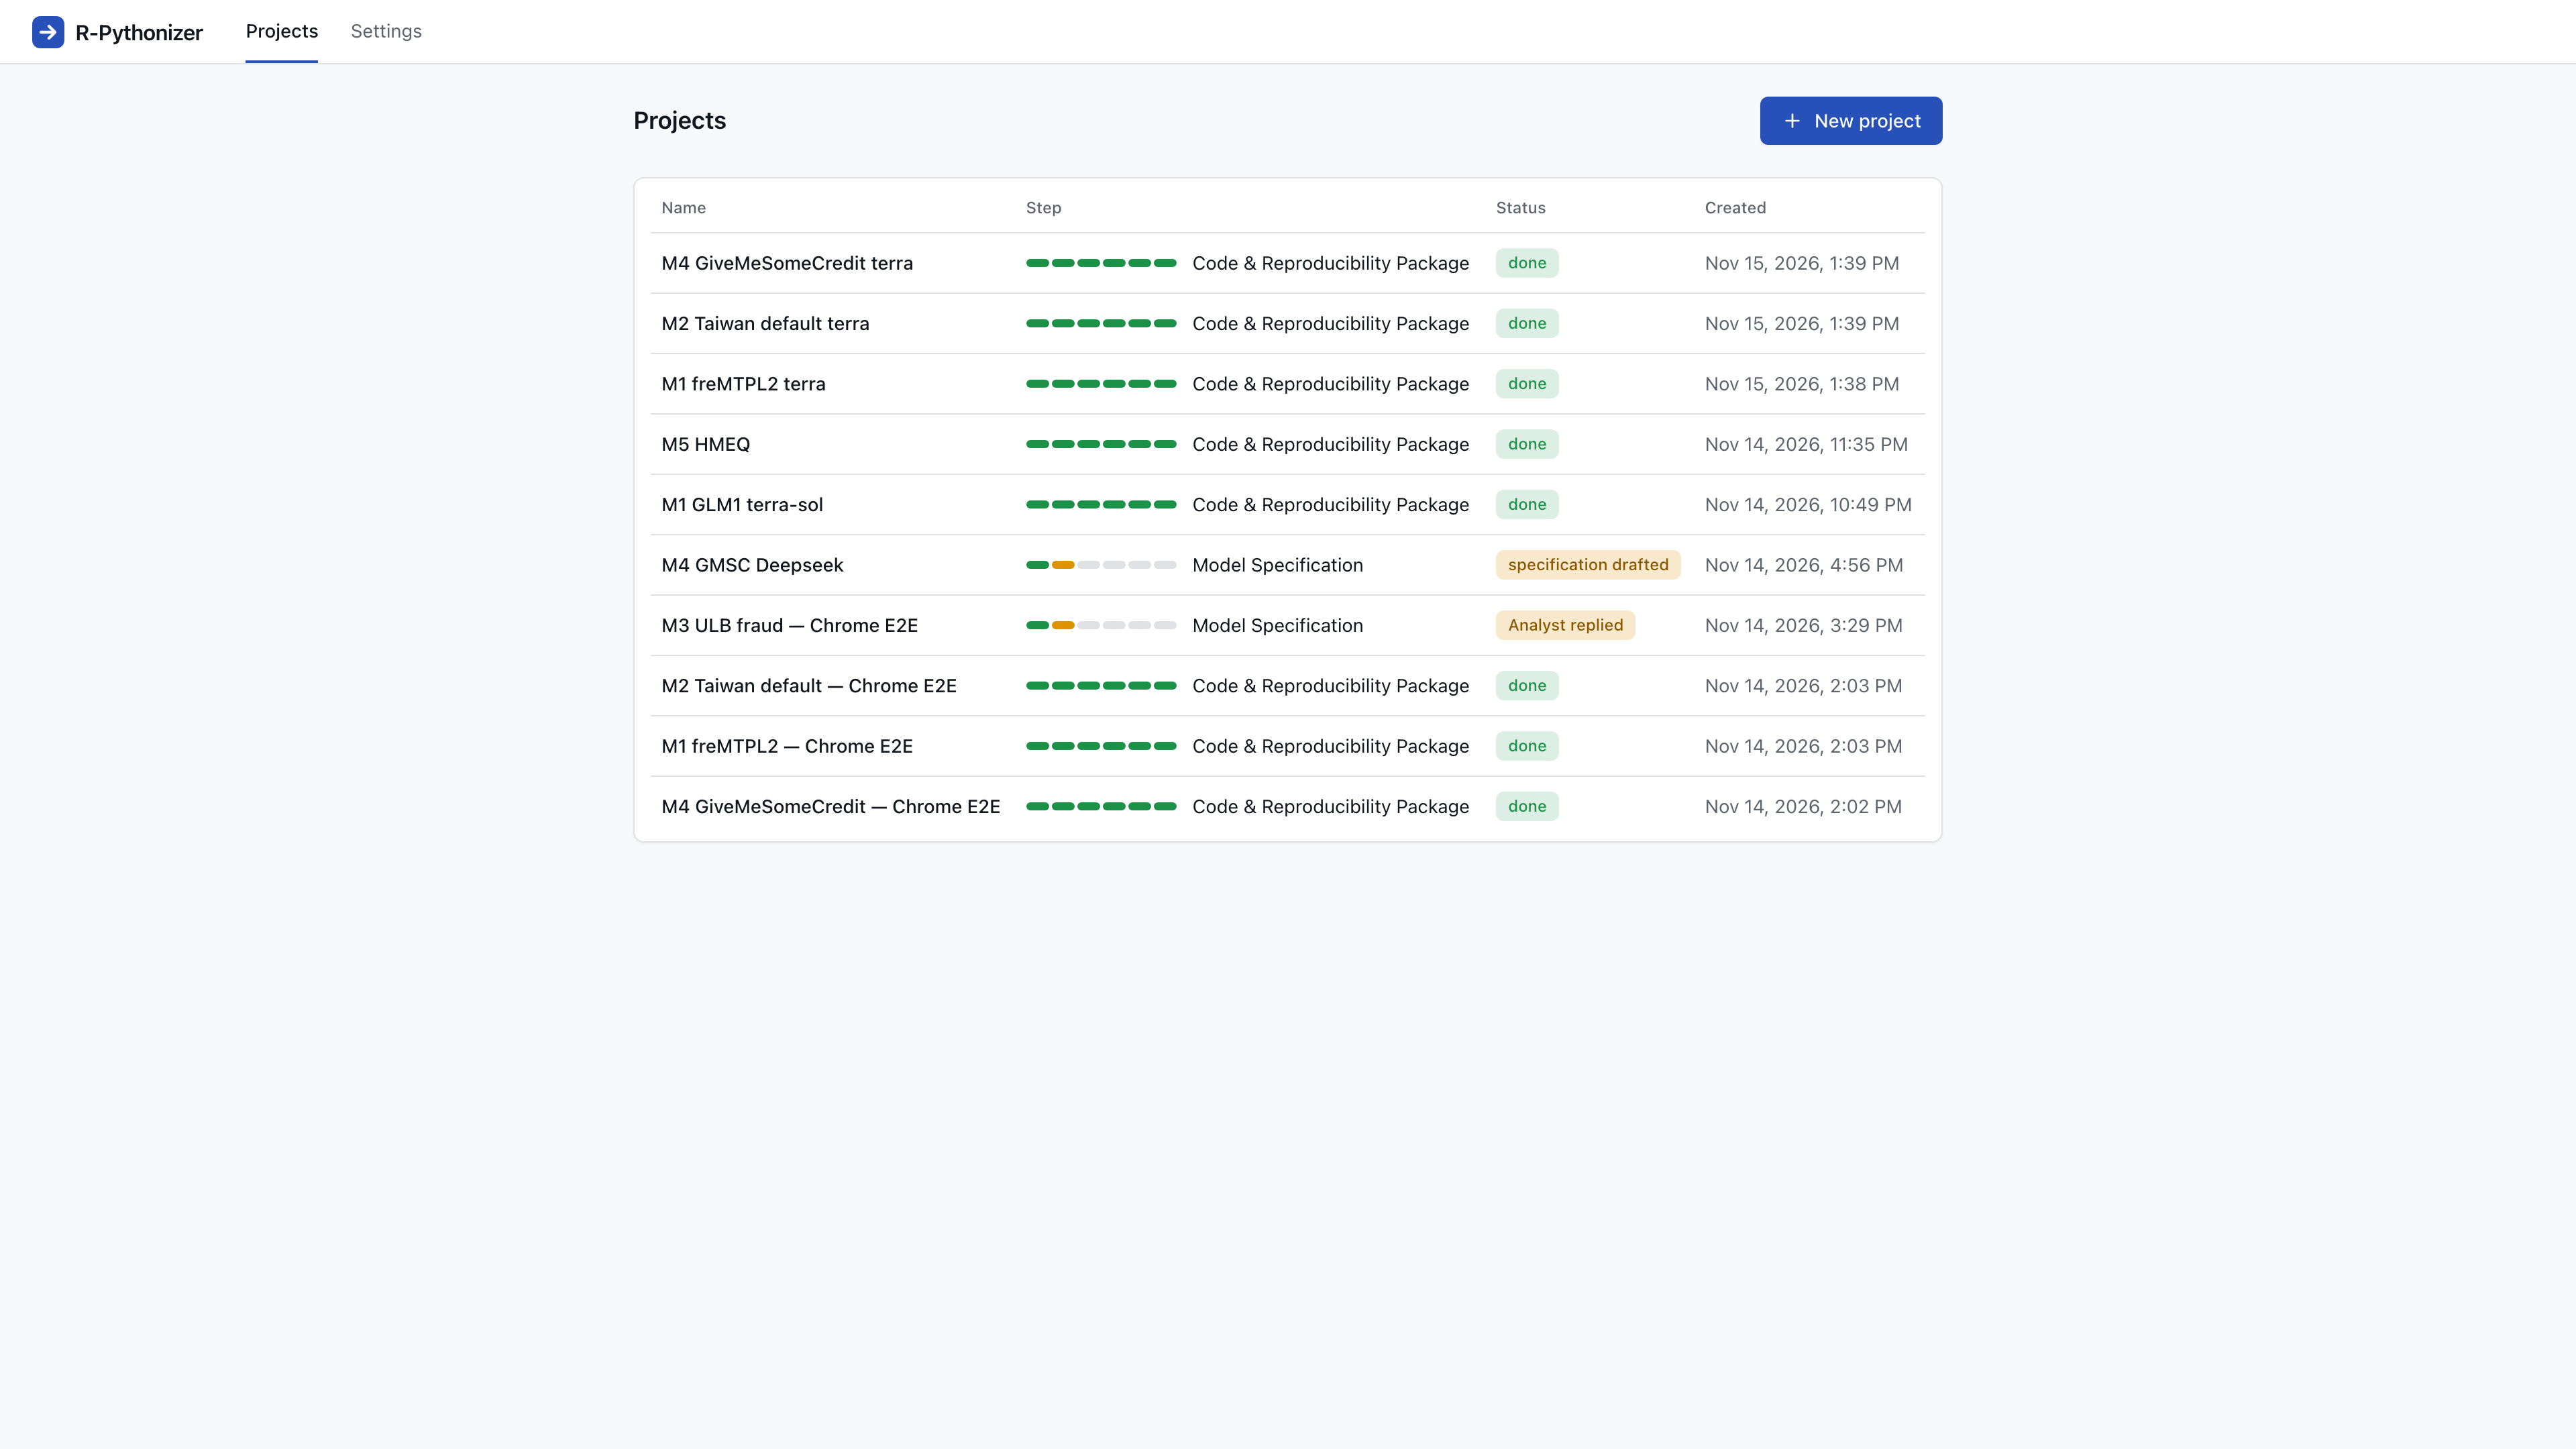 R-Pythonizer Projects Settings
Projects
+ New project
Name Step Status Created
M4 GiveMeSomeCredit terra Code & Reproducibility Package done Nov 15, 2026, 1:39 PM
M2 Taiwan default terra Code & Reproducibility Package done Nov 15, 2026, 1:39 PM
M1 freMTPL2 terra Code & Reproducibility Package done Nov 15, 2026, 1:38 PM
M5 HMEQ Code & Reproducibility Package done Nov 14, 2026, 11:35 PM
M1 GLM1 terra-sol Code & Reproducibility Package done Nov 14, 2026, 10:49 PM
M4 GMSC Deepseek Model Specification specification drafted Nov 14, 2026, 4:56 PM
M3 ULB fraud — Chrome E2E Model Specification Analyst replied Nov 14, 2026, 3:29 PM
M2 Taiwan default — Chrome E2E Code & Reproducibility Package done Nov 14, 2026, 2:03 PM
M1 freMTPL2 — Chrome E2E Code & Reproducibility Package done Nov 14, 2026, 2:03 PM
M4 GiveMeSomeCredit — Chrome E2E Code & Reproducibility Package done Nov 14, 2026, 2:02 PM